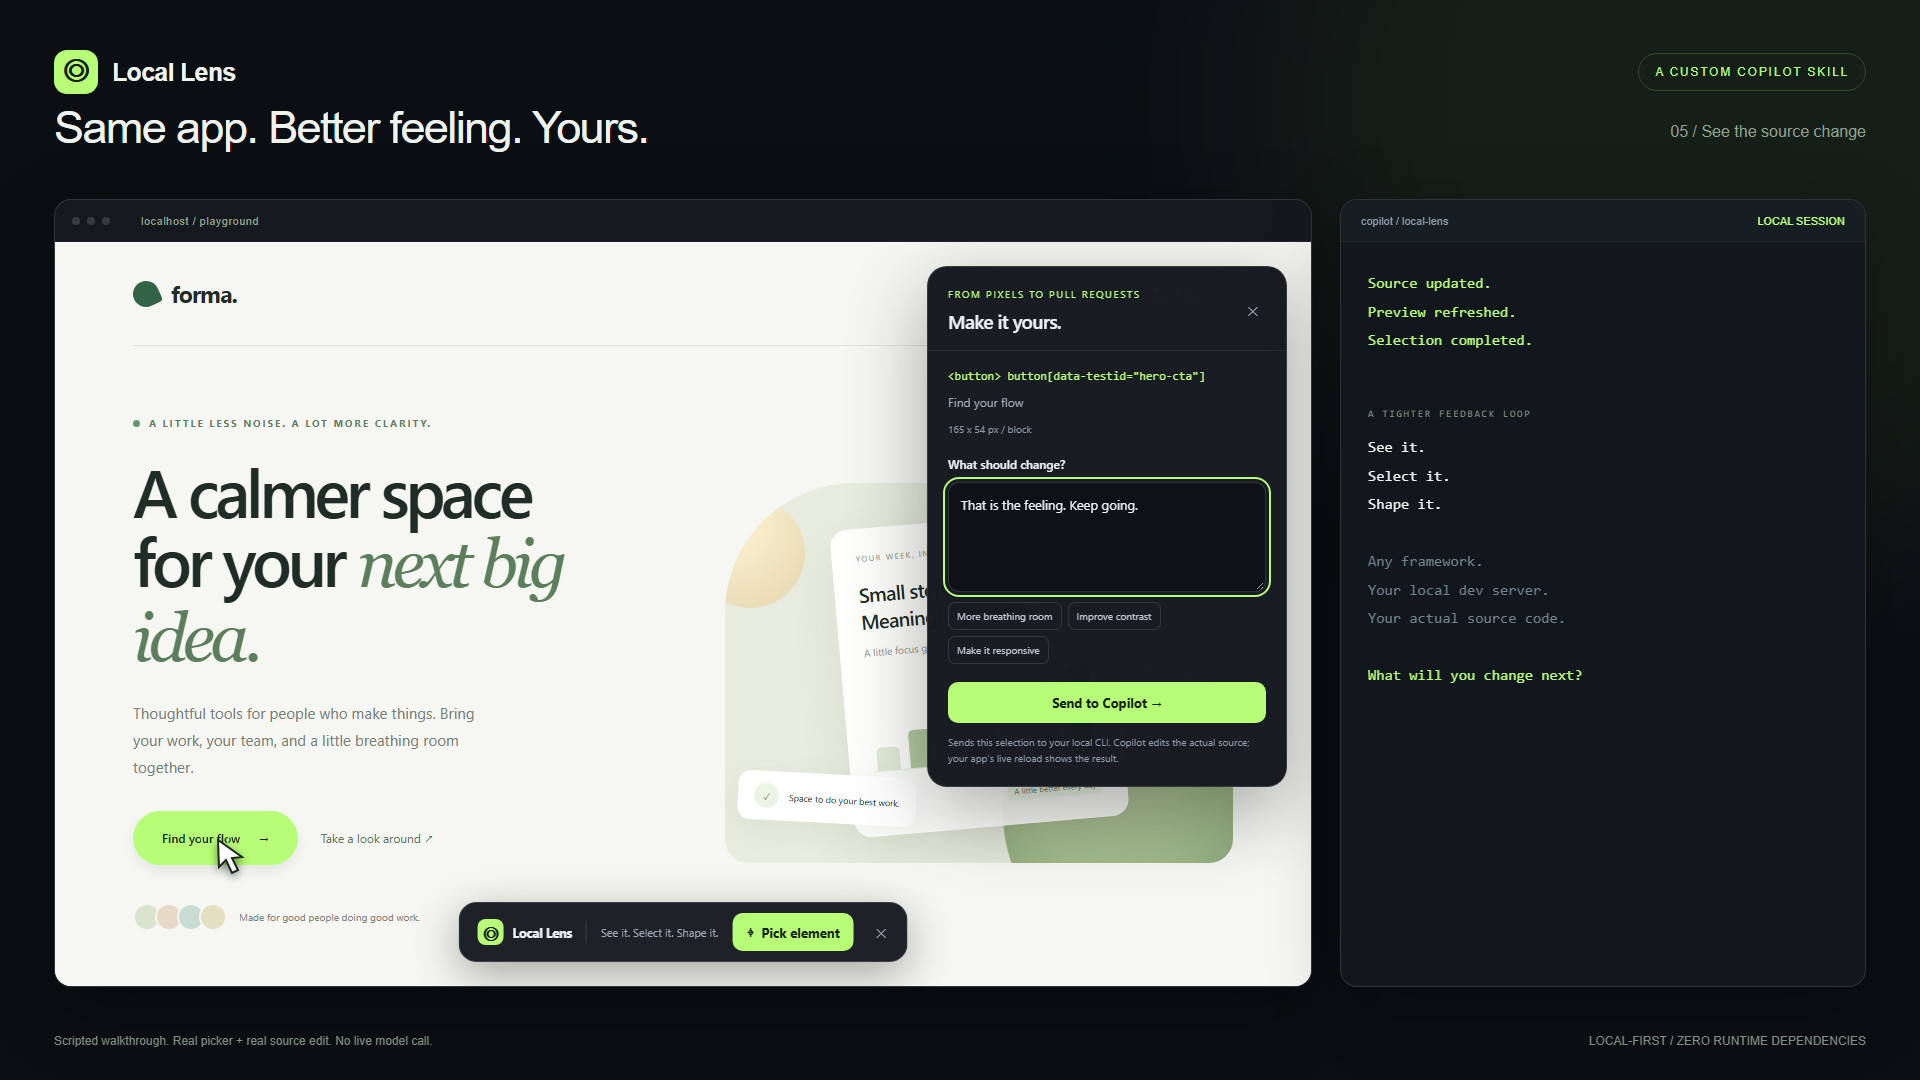 Local Lens
Same app. Better feeling. Yours.
A CUSTOM COPILOT SKILL
05 / See the source change
localhost / playground
forma.
A LITTLE LESS NOISE. A LOT MORE CLARITY.
A calmer space
for your next big
idea.
Thoughtful tools for people who make things. Bring
your work, your team, and a little breathing room
together.
Find your flow →
Take a look around ↗
Made for good people doing good work.
YOUR WEEK, IN
Small
A little focus
✓ Space to do your best work.
A little better every day
FROM PIXELS TO PULL REQUESTS
Make it yours.
<button> button[data-testid="hero-cta"]
Find your flow
165 x 54 px / block
What should change?
That is the feeling. Keep going.
More breathing room
Improve contrast
Make it responsive
Send to Copilot →
Sends this selection to your local CLI. Copilot edits the actual source;
your app's live reload shows the result.
Local Lens
See it. Select it. Shape it.
Pick element
copilot / local-lens
LOCAL SESSION
Source updated.
Preview refreshed.
Selection completed.
A TIGHTER FEEDBACK LOOP
See it.
Select it.
Shape it.
Any framework.
Your local dev server.
Your actual source code.
What will you change next?
Scripted walkthrough. Real picker + real source edit. No live model call.
LOCAL-FIRST / ZERO RUNTIME DEPENDENCIES